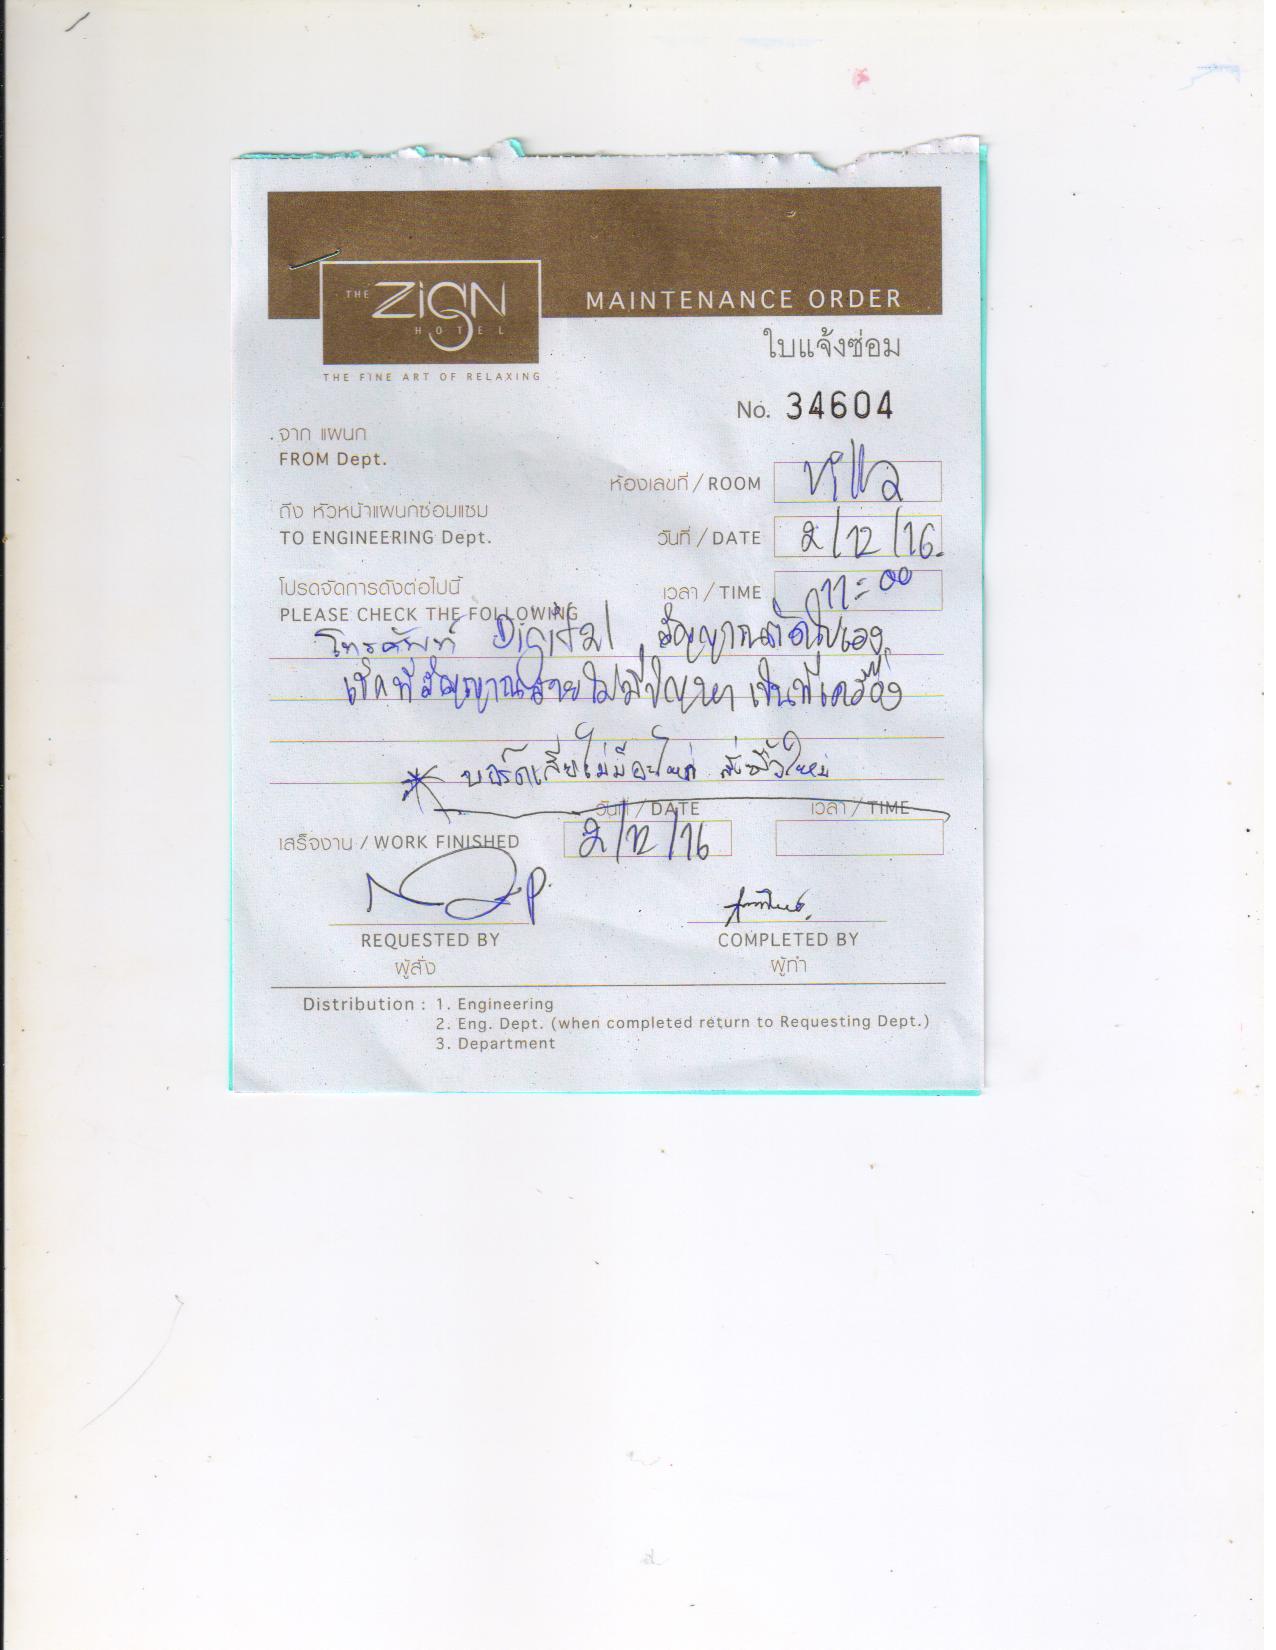 THE ZIGN
HOTEL
THE FINE ART OF RELAXING
MAINTENANCE ORDER
ใบแจ้งซ่อม
No. 34604
จาก แผนก
FROM Dept.
ห้องเลขที่ / ROOM Villa
ถึง หัวหน้าแผนกซ่อมแซม
TO ENGINEERING Dept.
วันที่ / DATE 2/12/16.
โปรดจัดการดังต่อไปนี้
PLEASE CHECK THE FOLLOWING
เวลา / TIME 11:00
โทรศัพท์ Digital สัญญาณตัดไปเอง
เช็คที่สัญญาณสายไม่มีปัญหา เป็นที่เครื่อง
* บอร์ดเสียไม่มีอะไหล่ สั่งซื้อใหม่
วันที่ / DATE เวลา / TIME
เสร็จงาน / WORK FINISHED 2/12/16
REQUESTED BY COMPLETED BY
ผู้สั่ง ผู้ทำ
Distribution : 1. Engineering
2. Eng. Dept. (when completed return to Requesting Dept.)
3. Department